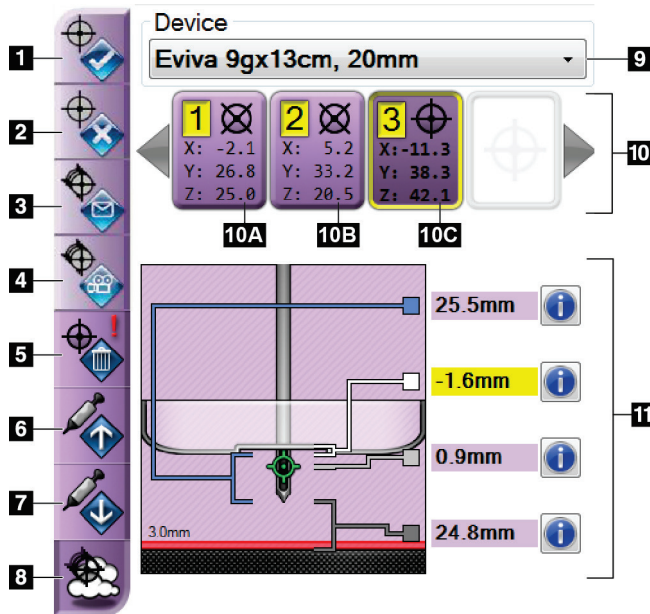 Device
1
Eviva 9gx13cm, 20mm
9
2
1
X: -2.1
Y: 26.8
Z: 25.0
2
X: 5.2
Y: 33.2
Z: 20.5
3
X:-11.3
Y: 38.3
Z: 42.1
10
3
10A
10B
10C
4
25.5mm
5
!
-1.6mm
6
11
0.9mm
7
3.0mm
24.8mm
8